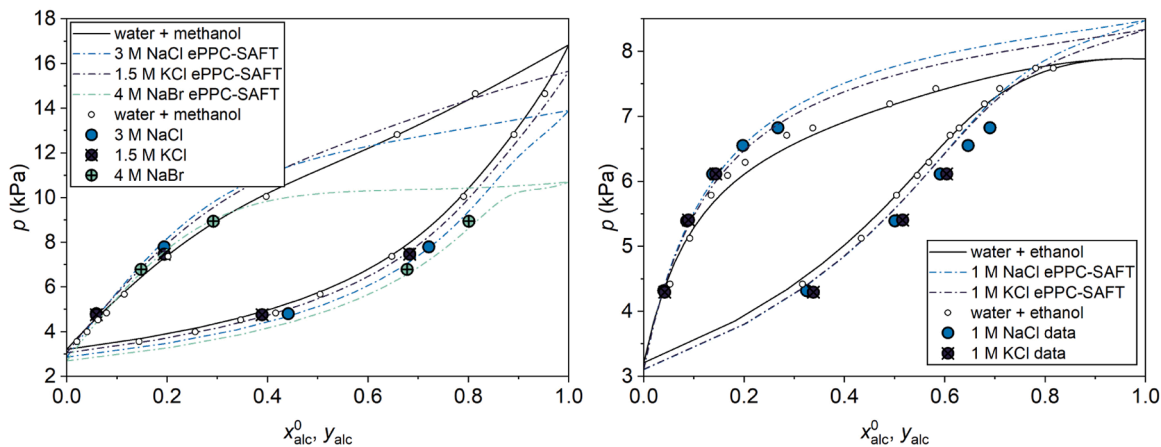 18
16
14
12
10
8
6
4
2
p (kPa)
water + methanol
3 M NaCl ePPC-SAFT
1.5 M KCl ePPC-SAFT
4 M NaBr ePPC-SAFT
water + methanol
3 M NaCl
1.5 M KCl
4 M NaBr
0.0 0.2 0.4 0.6 0.8 1.0
x⁰alc, yalc
8
7
6
5
4
3
p (kPa)
water + ethanol
1 M NaCl ePPC-SAFT
1 M KCl ePPC-SAFT
water + ethanol
1 M NaCl data
1 M KCl data
0.0 0.2 0.4 0.6 0.8 1.0
x⁰alc, yalc